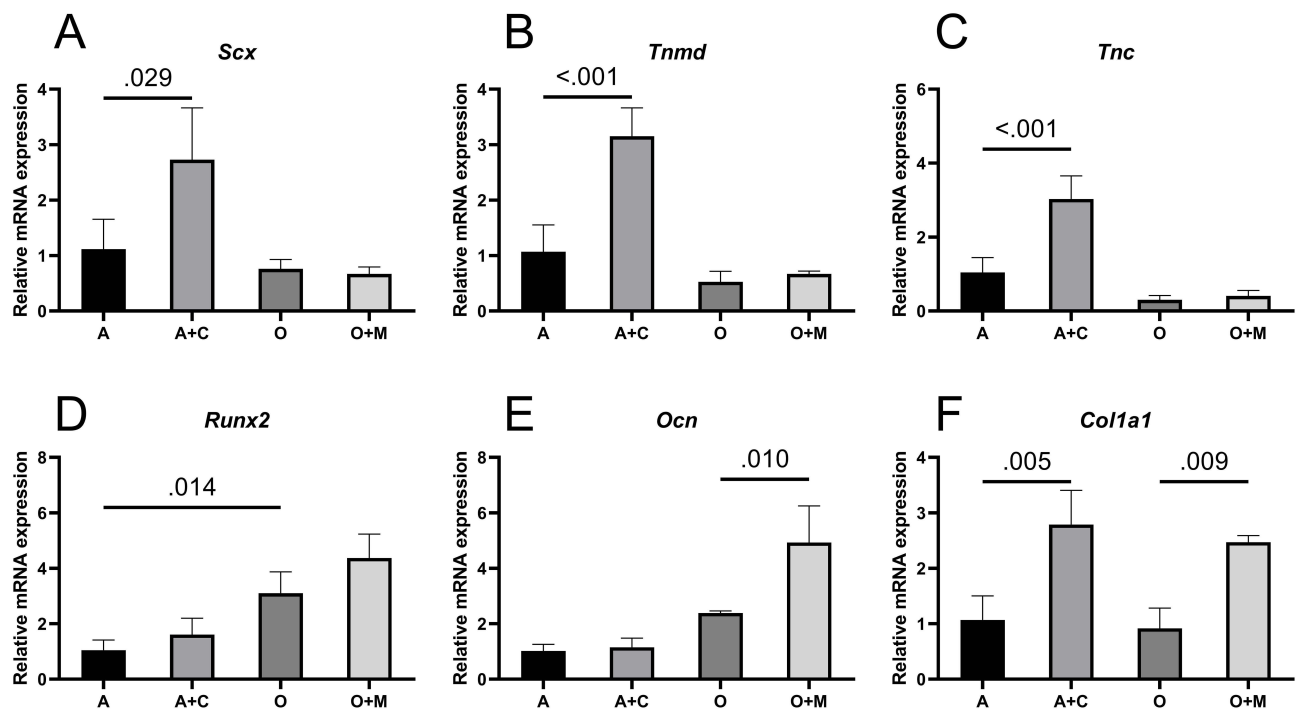 A
Scx
Relative mRNA expression
4
3
2
1
0
.029
A
A+C
O
O+M
B
Tnmd
Relative mRNA expression
4
3
2
1
0
<.001
A
A+C
O
O+M
C
Tnc
Relative mRNA expression
6
4
2
0
<.001
A
A+C
O
O+M
D
Runx2
Relative mRNA expression
8
6
4
2
0
.014
A
A+C
O
O+M
E
Ocn
Relative mRNA expression
8
6
4
2
0
.010
A
A+C
O
O+M
F
Col1a1
Relative mRNA expression
4
3
2
1
0
.005
.009
A
A+C
O
O+M